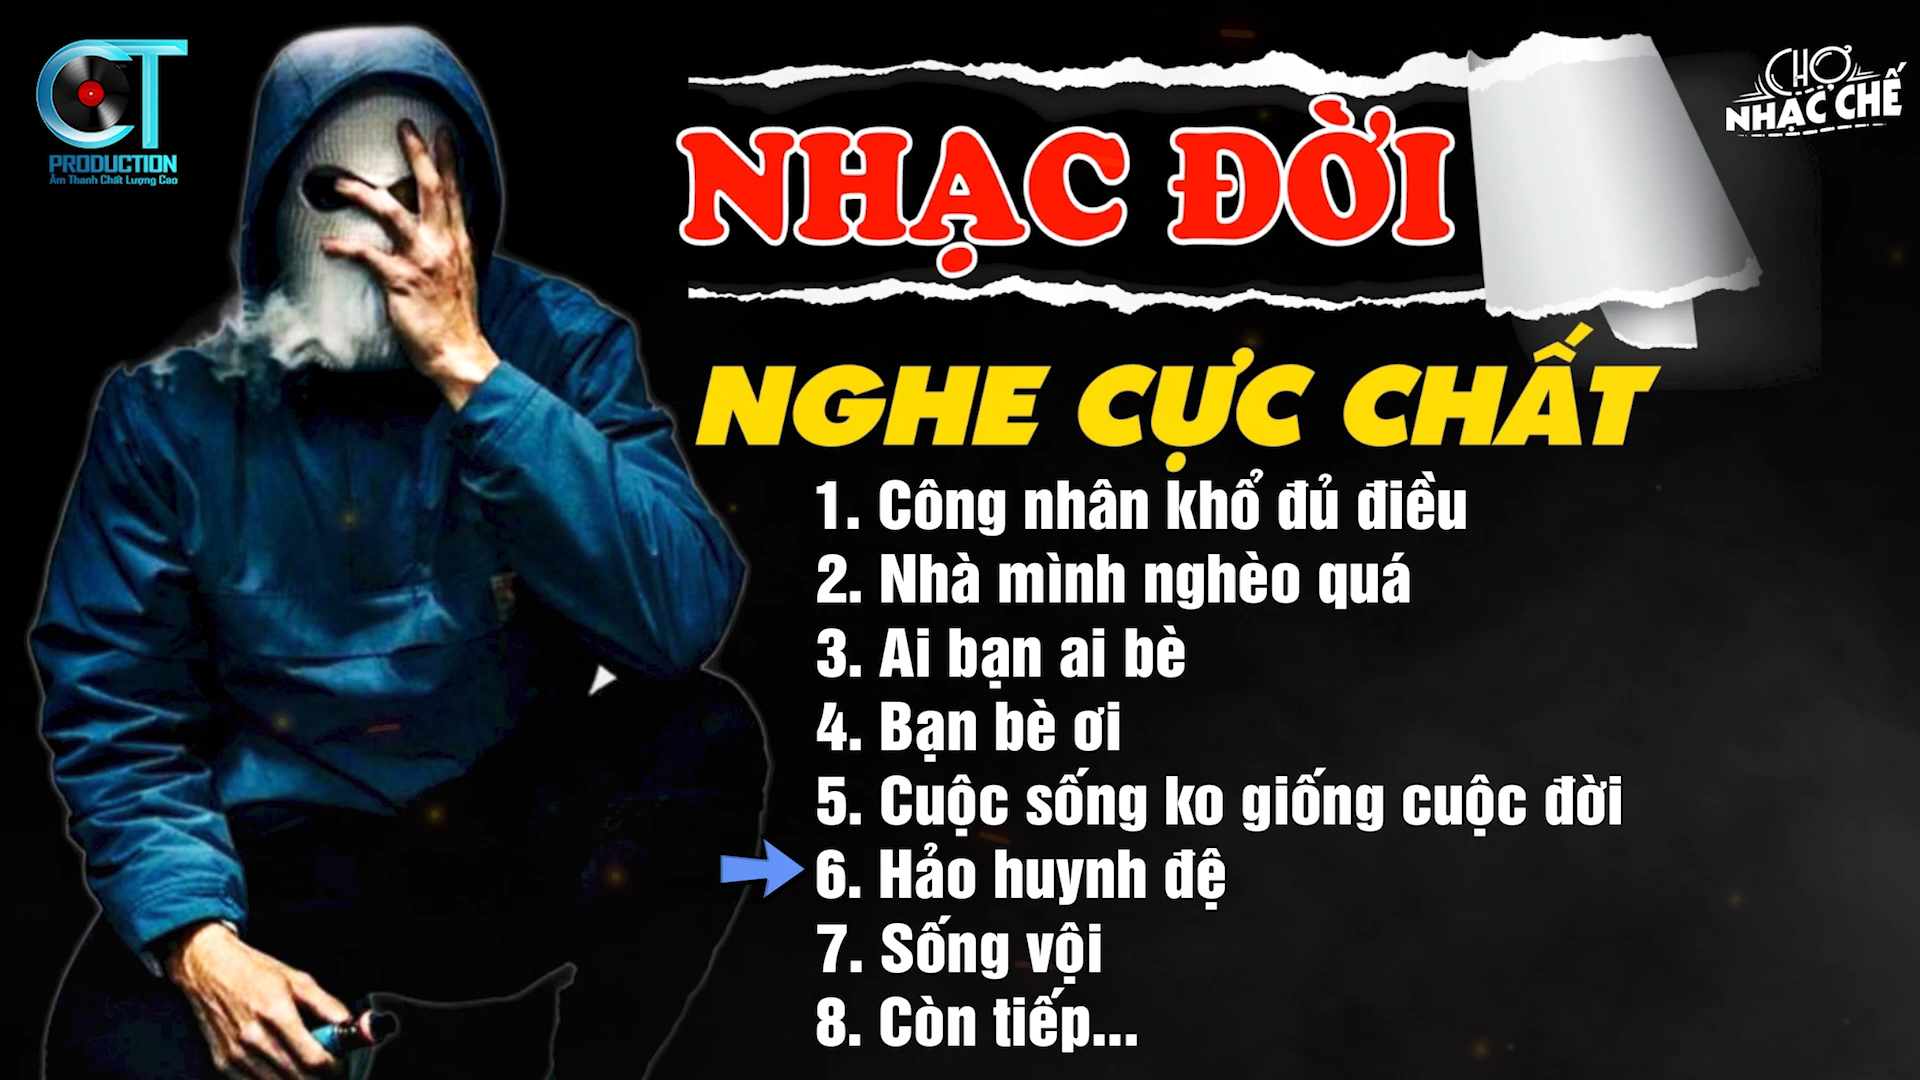 CT
PRODUCTION
Âm Thanh Chất Lượng Cao
CHỢ
NHẠC CHẾ
NHẠC ĐỜI
NGHE CỰC CHẤT
1. Công nhân khổ đủ điều
2. Nhà mình nghèo quá
3. Ai bạn ai bè
4. Bạn bè ơi
5. Cuộc sống ko giống cuộc đời
6. Hảo huynh đệ
7. Sống vội
8. Còn tiếp...